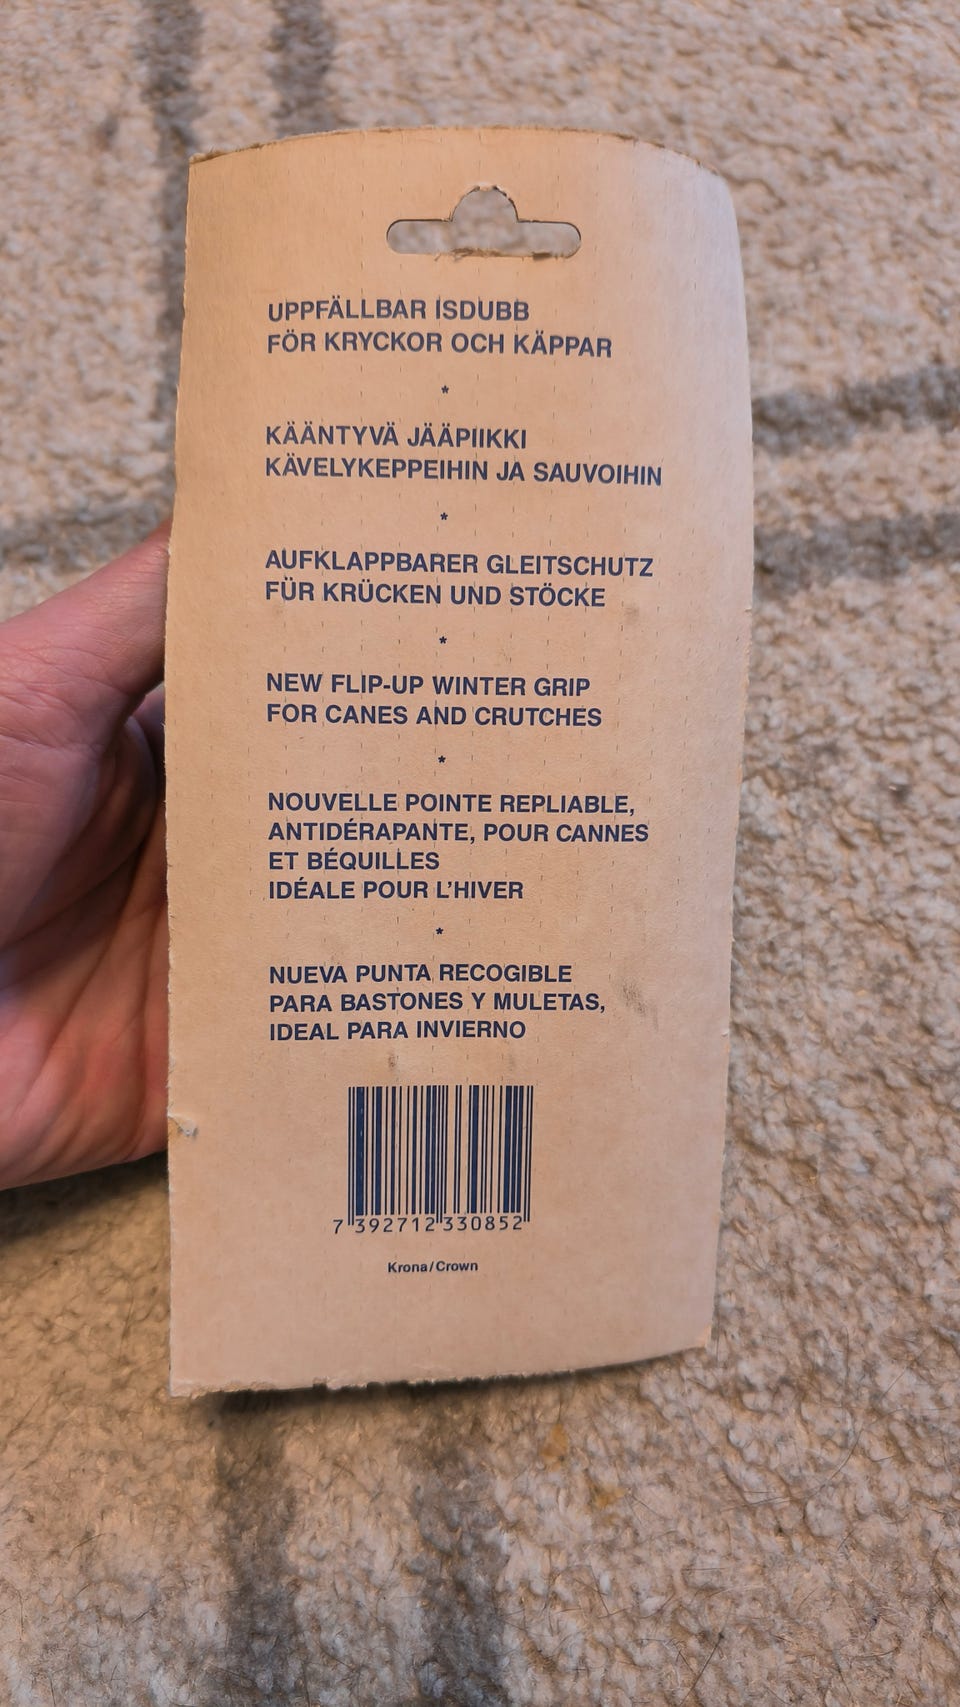 UPPFÄLLBAR ISDUBB
FÖR KRYCKOR OCH KÄPPAR
*
KÄÄNTYVÄ JÄÄPIIKKI
KÄVELYKEPPEIHIN JA SAUVOIHIN
*
AUFKLAPPBARER GLEITSCHUTZ
FÜR KRÜCKEN UND STÖCKE
*
NEW FLIP-UP WINTER GRIP
FOR CANES AND CRUTCHES
*
NOUVELLE POINTE REPLIABLE,
ANTIDÉRAPANTE, POUR CANNES
ET BÉQUILLES
IDÉALE POUR L'HIVER
*
NUEVA PUNTA RECOGIBLE
PARA BASTONES Y MULETAS,
IDEAL PARA INVIERNO
7 392712 330852
Krona/Crown